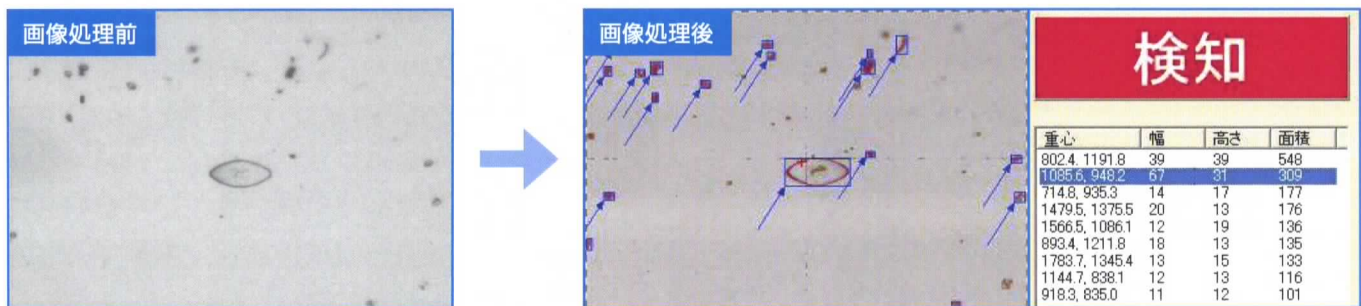 画像処理前
画像処理後
検知
重心 幅 高さ 面積
802.4, 1191.8 39 39 548
1085.6, 948.2 67 31 309
714.8, 935.3 14 17 177
1479.5, 1375.5 20 13 176
1566.5, 1086.1 12 19 136
893.4, 1211.8 18 13 135
1783.7, 1345.4 13 15 133
1144.7, 838.1 12 13 116
918.3, 835.0 11 12 101